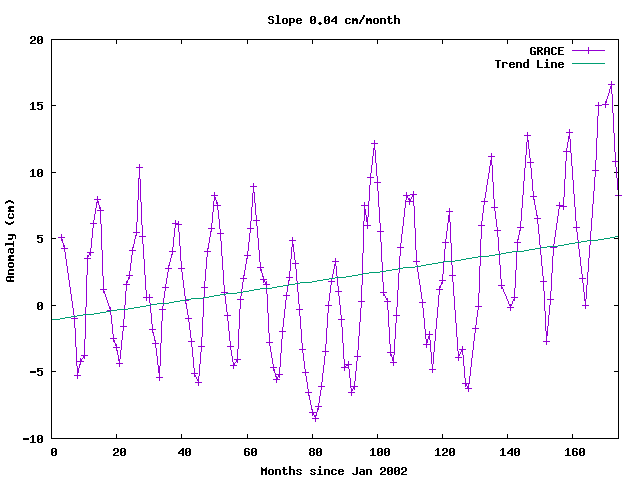 Slope 0.04 cm/month
20
15
10
5
0
-5
-10
Anomaly (cm)
GRACE
Trend Line
0 20 40 60 80 100 120 140 160
Months since Jan 2002